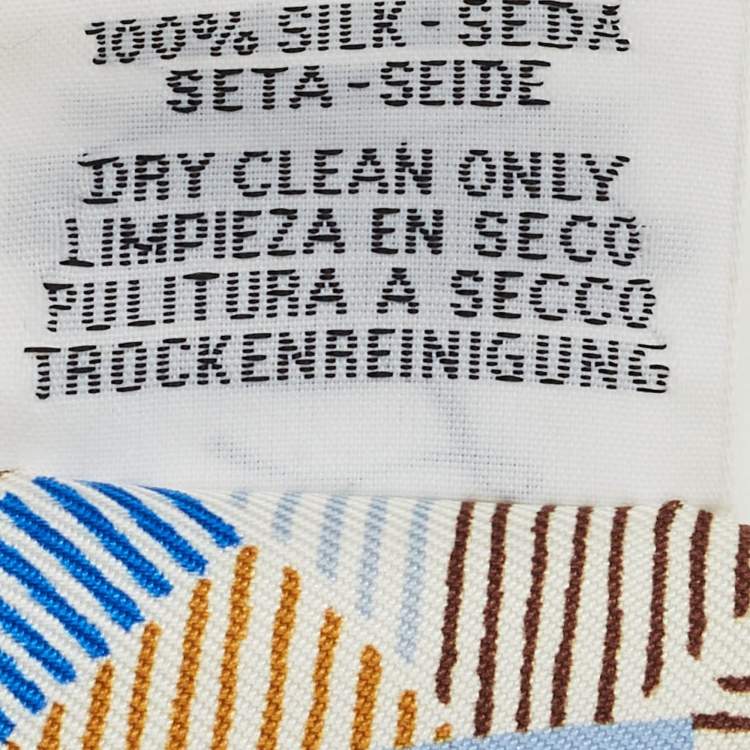 100% SILK - SEDA
SETA - SEIDE
DRY CLEAN ONLY
LIMPIEZA EN SECO
PULITURA A SECCO
TROCKENREINIGUNG